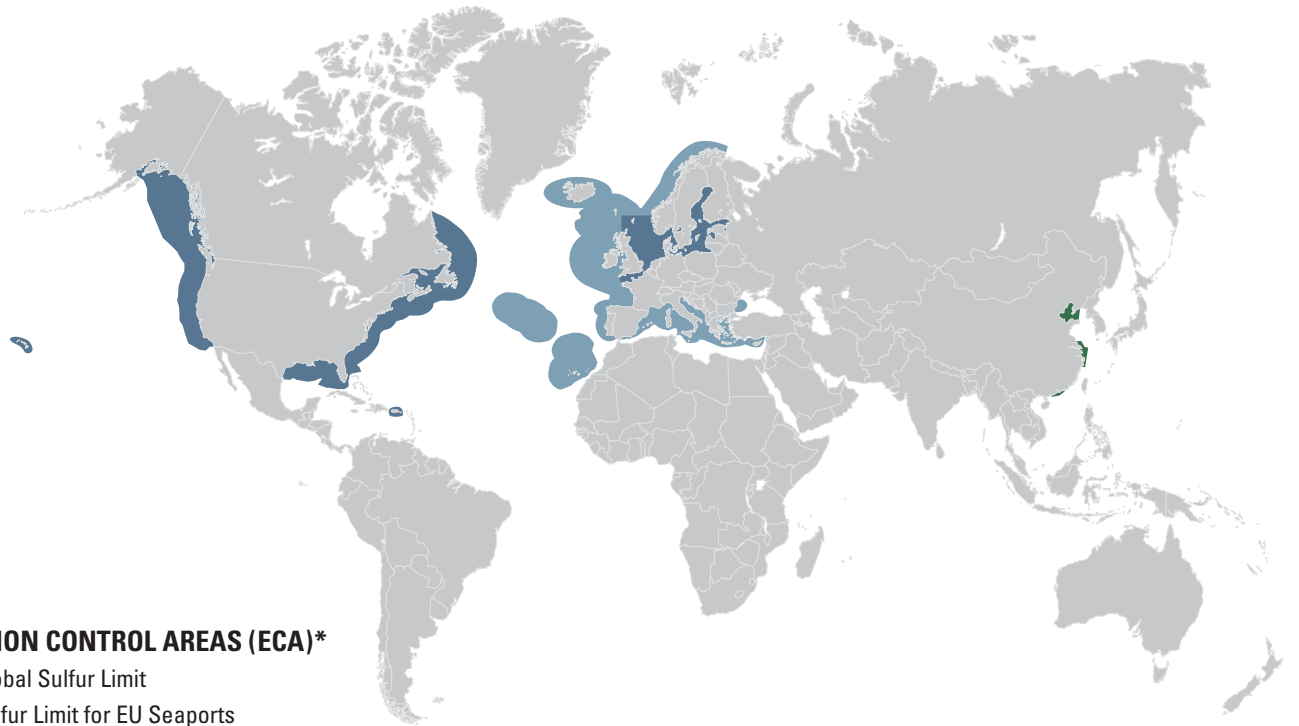 ION CONTROL AREAS (ECA)*
obal Sulfur Limit
fur Limit for EU Seaports